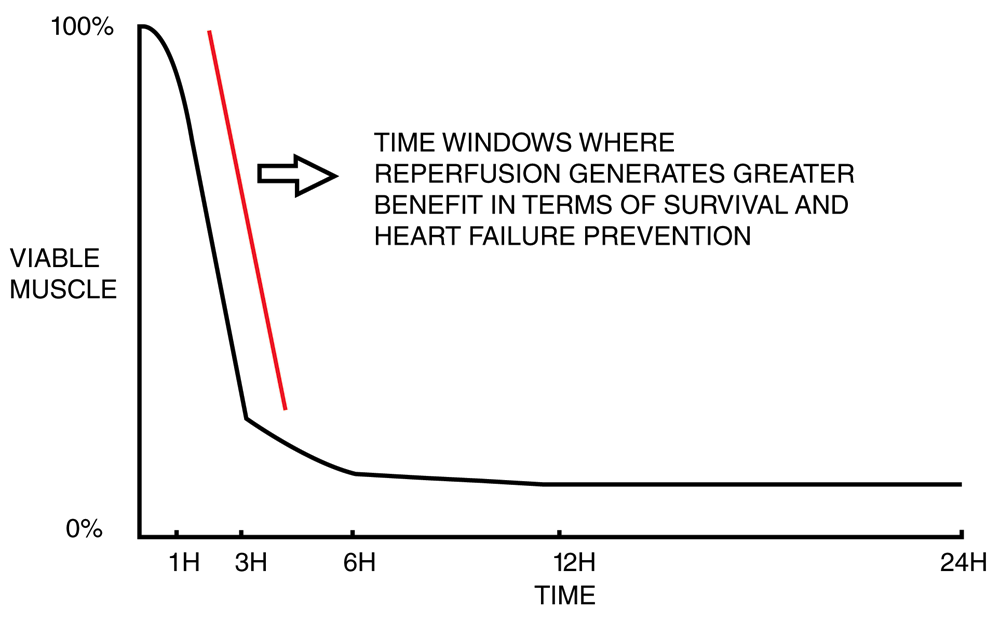 100%
TIME WINDOWS WHERE
REPERFUSION GENERATES GREATER
BENEFIT IN TERMS OF SURVIVAL AND
HEART FAILURE PREVENTION
VIABLE
MUSCLE
0%
1H 3H 6H 12H 24H
TIME